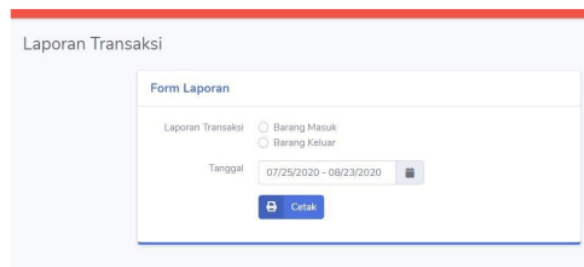 Laporan Transaksi
Form Laporan
Laporan Transaksi
Barang Masuk
Barang Keluar
Tanggal
07/25/2020 - 08/23/2020
Cetak